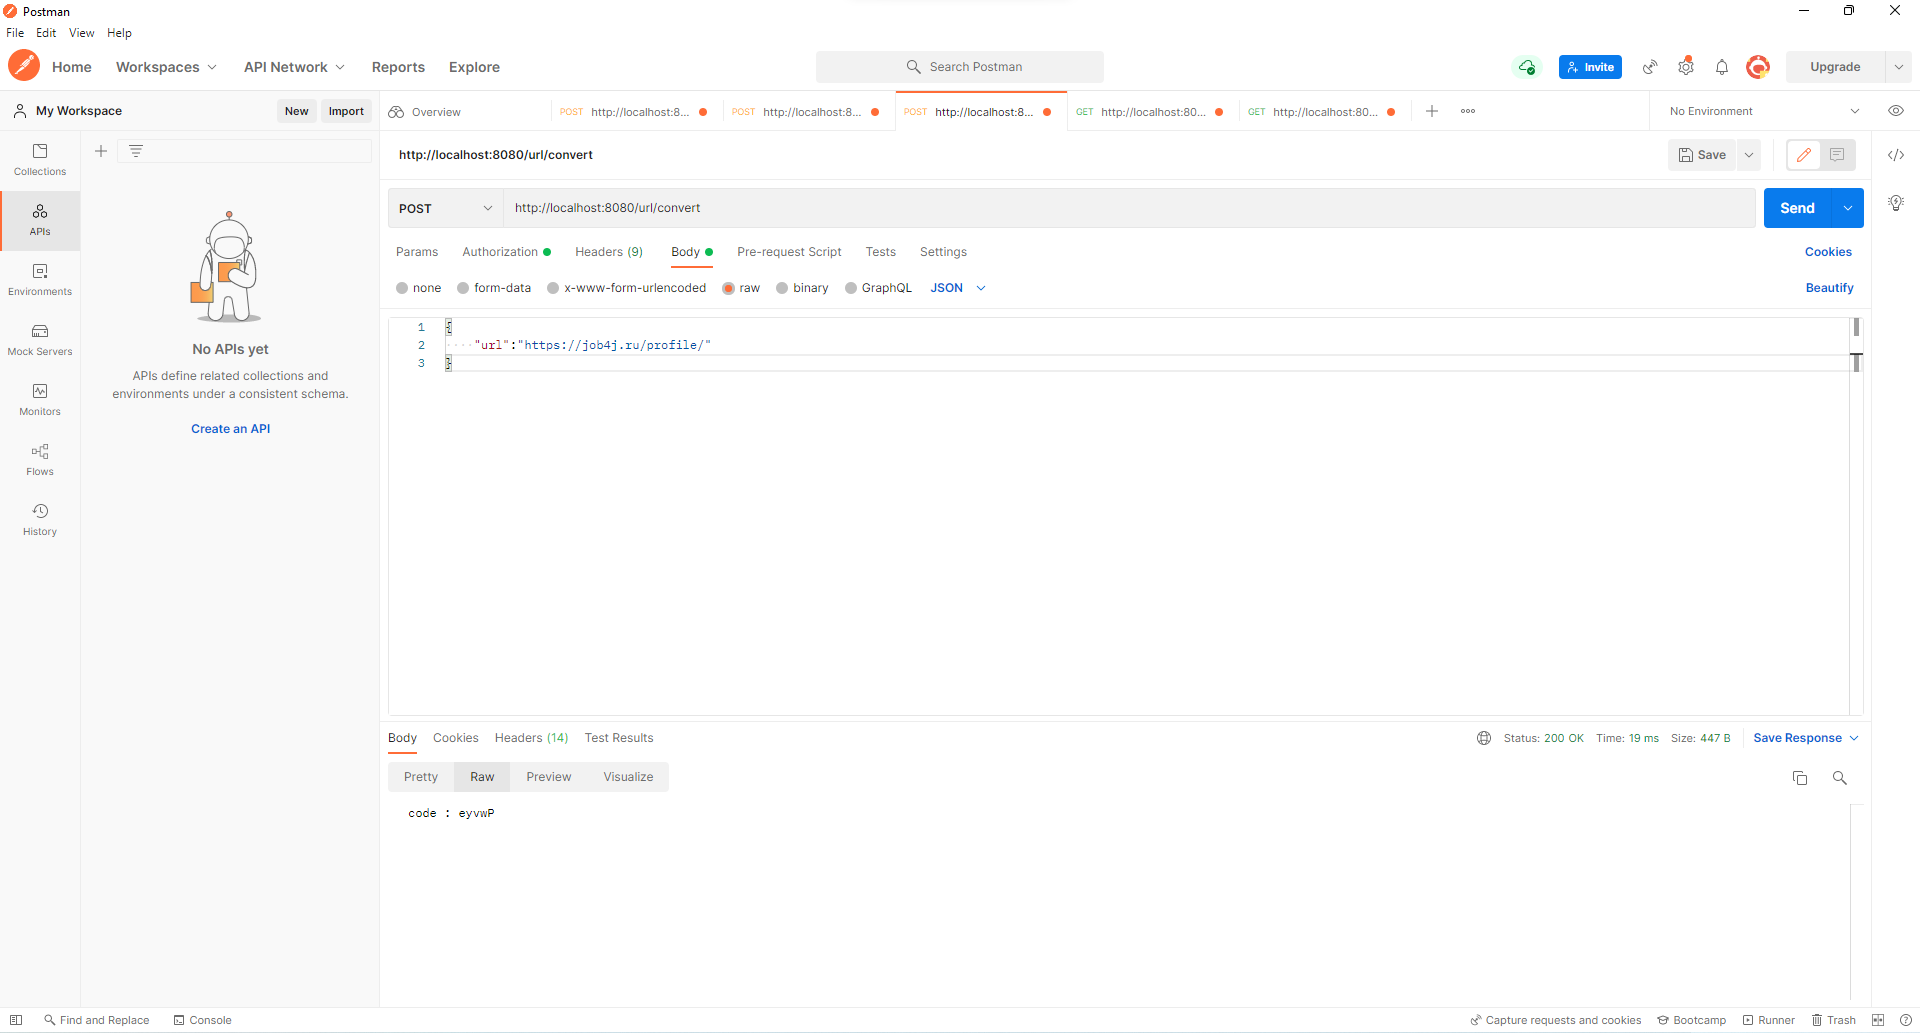 Postman
File Edit View Help
Home Workspaces API Network Reports Explore Search Postman Invite Upgrade
My Workspace New Import Overview POST http://localhost:8... POST http://localhost:8... POST http://localhost:8... GET http://localhost:80... GET http://localhost:80... No Environment
Collections
APIs
Environments
Mock Servers
Monitors
Flows
History
No APIs yet
APIs define related collections and
environments under a consistent schema.
Create an API
http://localhost:8080/url/convert Save
POST http://localhost:8080/url/convert Send
Params Authorization Headers (9) Body Pre-request Script Tests Settings Cookies
none form-data x-www-form-urlencoded raw binary GraphQL JSON Beautify
1 {
2 "url":"https://job4j.ru/profile/"
3 }
Body Cookies Headers (14) Test Results Status: 200 OK Time: 19 ms Size: 447 B Save Response
Pretty Raw Preview Visualize
code : eyvwP
Find and Replace Console Capture requests and cookies Bootcamp Runner Trash